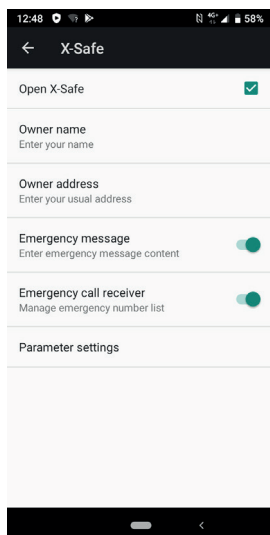 12:48 4G+ 58%
X-Safe
Open X-Safe
Owner name
Enter your name
Owner address
Enter your usual address
Emergency message
Enter emergency message content
Emergency call receiver
Manage emergency number list
Parameter settings